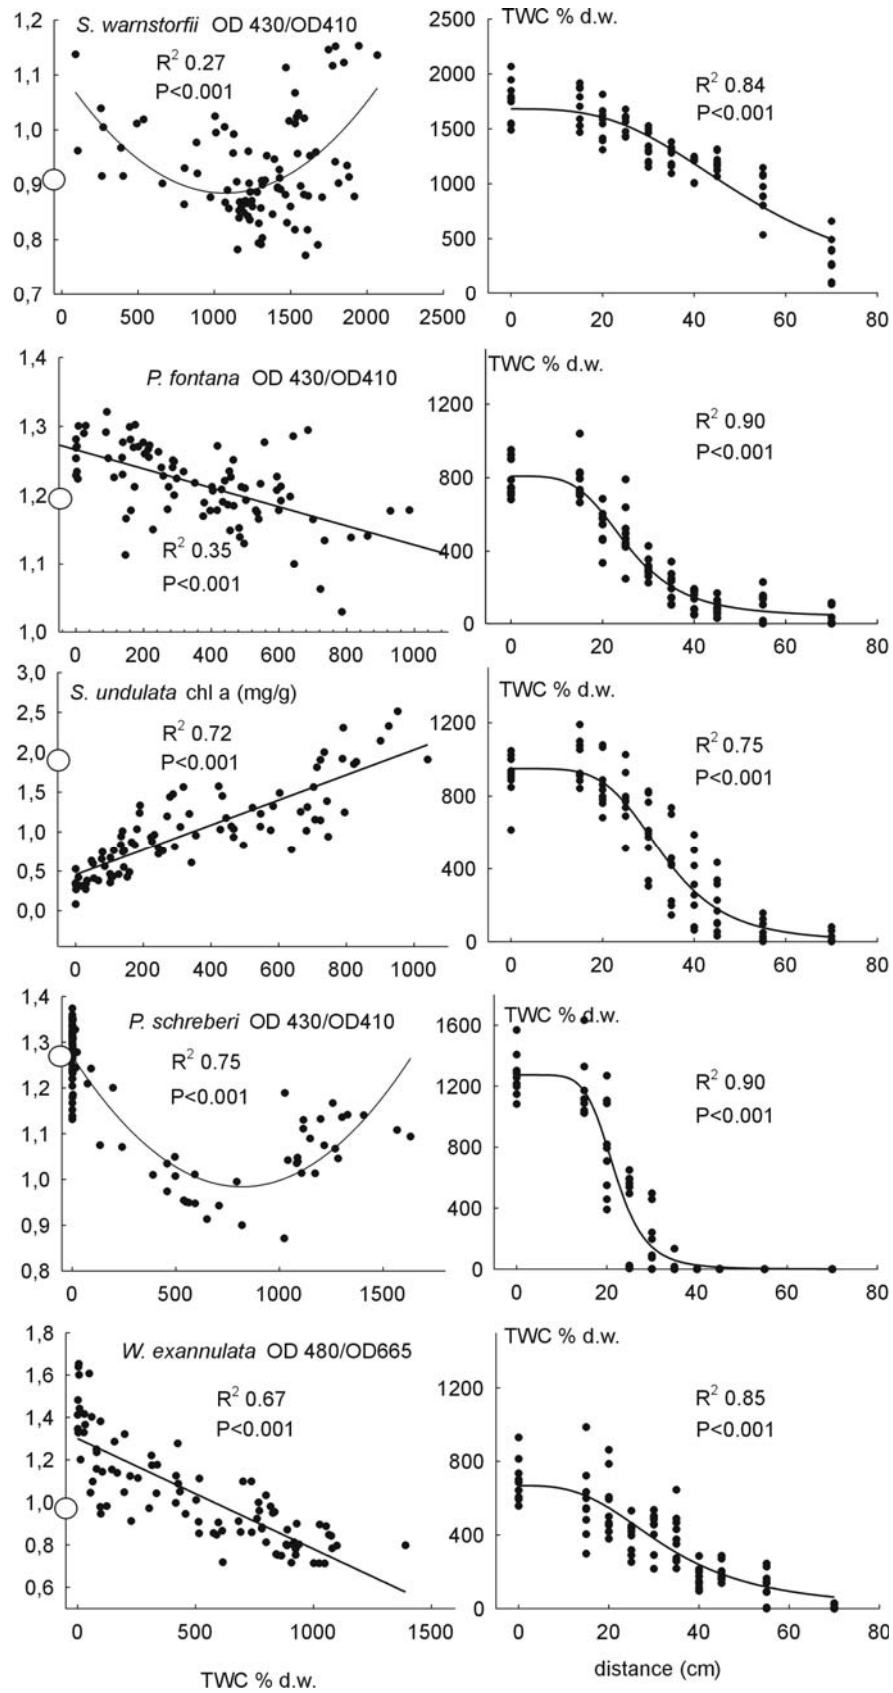 S. warnstorfii OD 430/OD410
R² 0.27
P<0.001
1,2
1,1
1,0
0,9
0,8
0,7
0 500 1000 1500 2000 2500
TWC % d.w.
R² 0.84
P<0.001
2500
2000
1500
1000
500
0
0 20 40 60 80
P. fontana OD 430/OD410
R² 0.35
P<0.001
1,4
1,3
1,2
1,1
1,0
0 200 400 600 800 1000
TWC % d.w.
R² 0.90
P<0.001
1200
800
400
0
0 20 40 60 80
S. undulata chl a (mg/g)
R² 0.72
P<0.001
3,0
2,5
2,0
1,5
1,0
0,5
0,0
0 200 400 600 800 1000
TWC % d.w.
R² 0.75
P<0.001
1200
800
400
0
0 20 40 60 80
P. schreberi OD 430/OD410
R² 0.75
P<0.001
1,4
1,3
1,2
1,1
1,0
0,9
0,8
0 500 1000 1500
TWC % d.w.
R² 0.90
P<0.001
1600
1200
800
400
0
0 20 40 60 80
W. exannulata OD 480/OD665
R² 0.67
P<0.001
1,8
1,6
1,4
1,2
1,0
0,8
0,6
0 500 1000 1500
TWC % d.w.
TWC % d.w.
R² 0.85
P<0.001
1200
800
400
0
0 20 40 60 80
distance (cm)